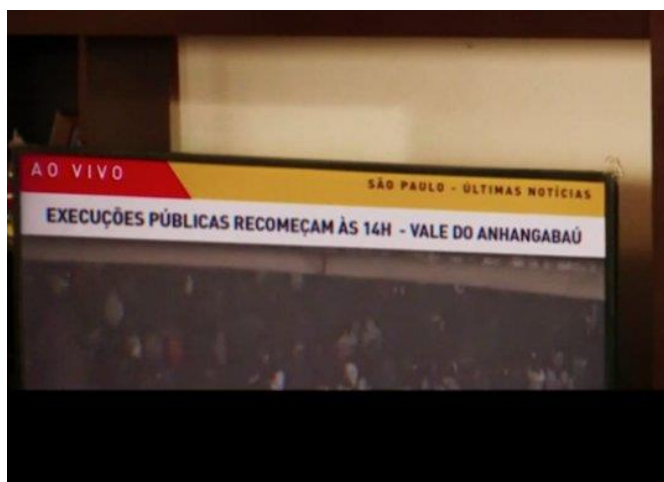 AO VIVO
SÃO PAULO - ÚLTIMAS NOTÍCIAS
EXECUÇÕES PÚBLICAS RECOMEÇAM ÀS 14H - VALE DO ANHANGABAÚ